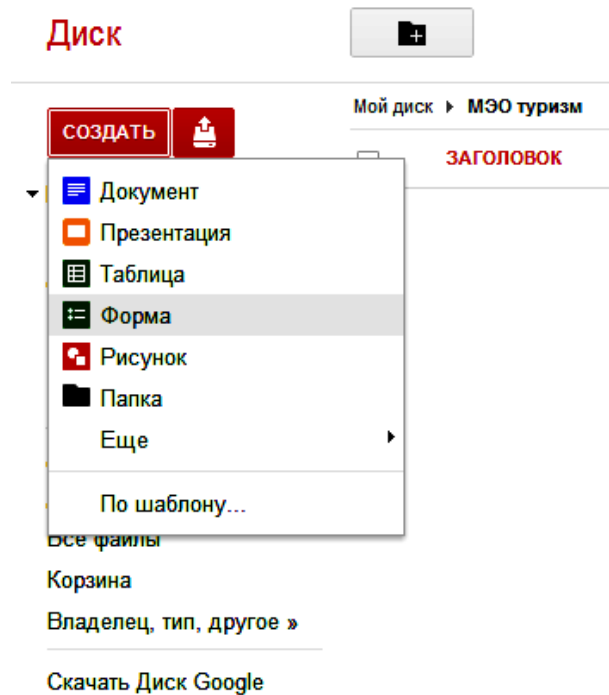 Диск
Мой диск ▸ МЭО туризм
СОЗДАТЬ
ЗАГОЛОВОК
Документ
Презентация
Таблица
Форма
Рисунок
Папка
Еще
По шаблону...
Все файлы
Корзина
Владелец, тип, другое »
Скачать Диск Google